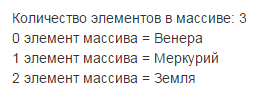 Количество элементов в массиве: 3
0 элемент массива = Венера
1 элемент массива = Меркурий
2 элемент массива = Земля